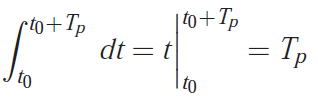 ∫_{t_0}^{t_0+T_p} dt = t |_{t_0}^{t_0+T_p} = T_p